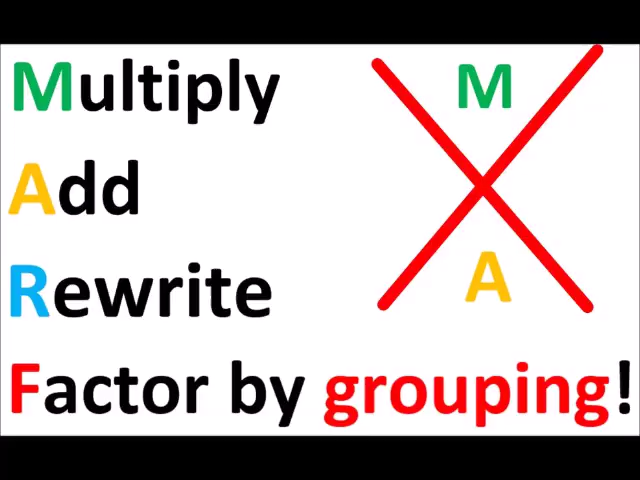 Multiply
M
Add
A
Rewrite
Factor by grouping!